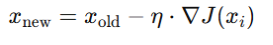 x_new = x_old − η · ∇J(x_i)